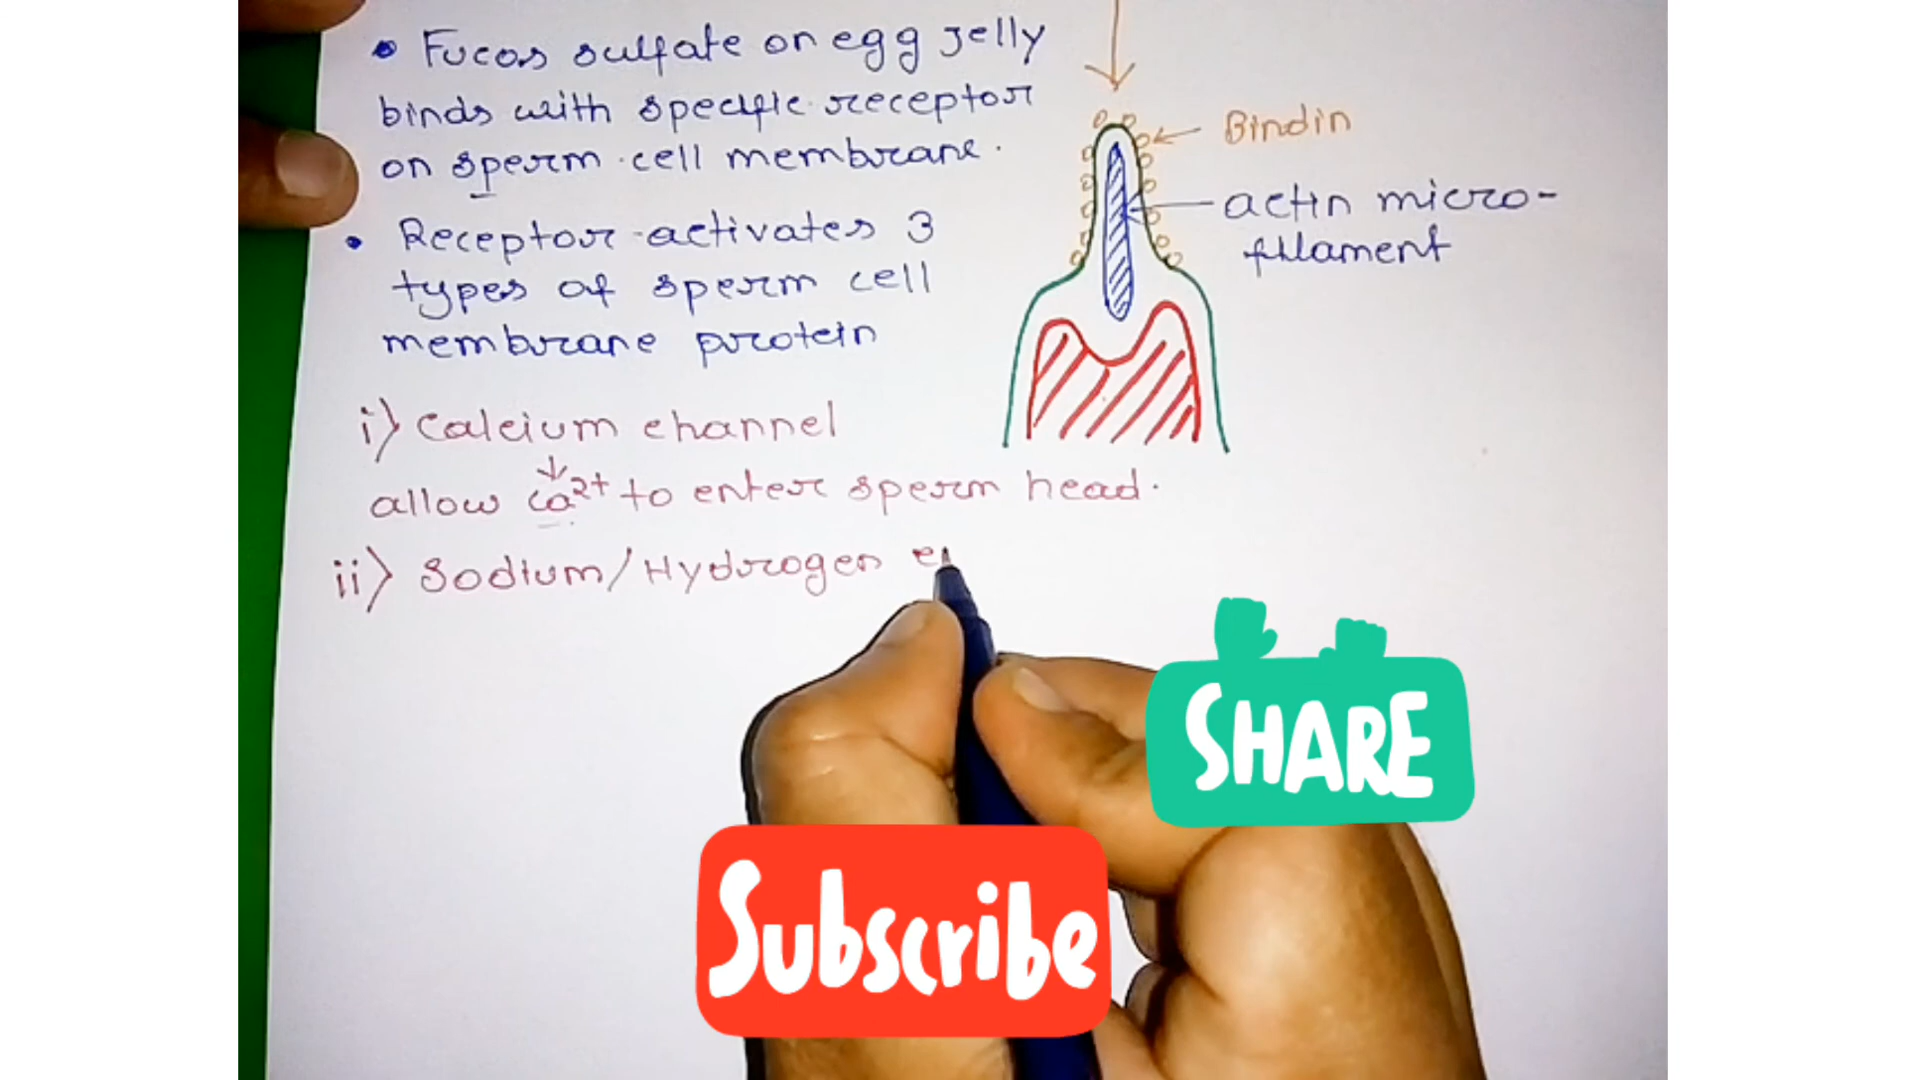 • Fucos sulfate on egg jelly
binds with specific receptor
on sperm cell membrane.
• Receptor activates 3
types of sperm cell
membrane protein
i) Calcium channel
allow Ca²⁺ to enter sperm head.
ii) Sodium/Hydrogen e
Bindin
actin micro-
filament
SHARE
Subscribe